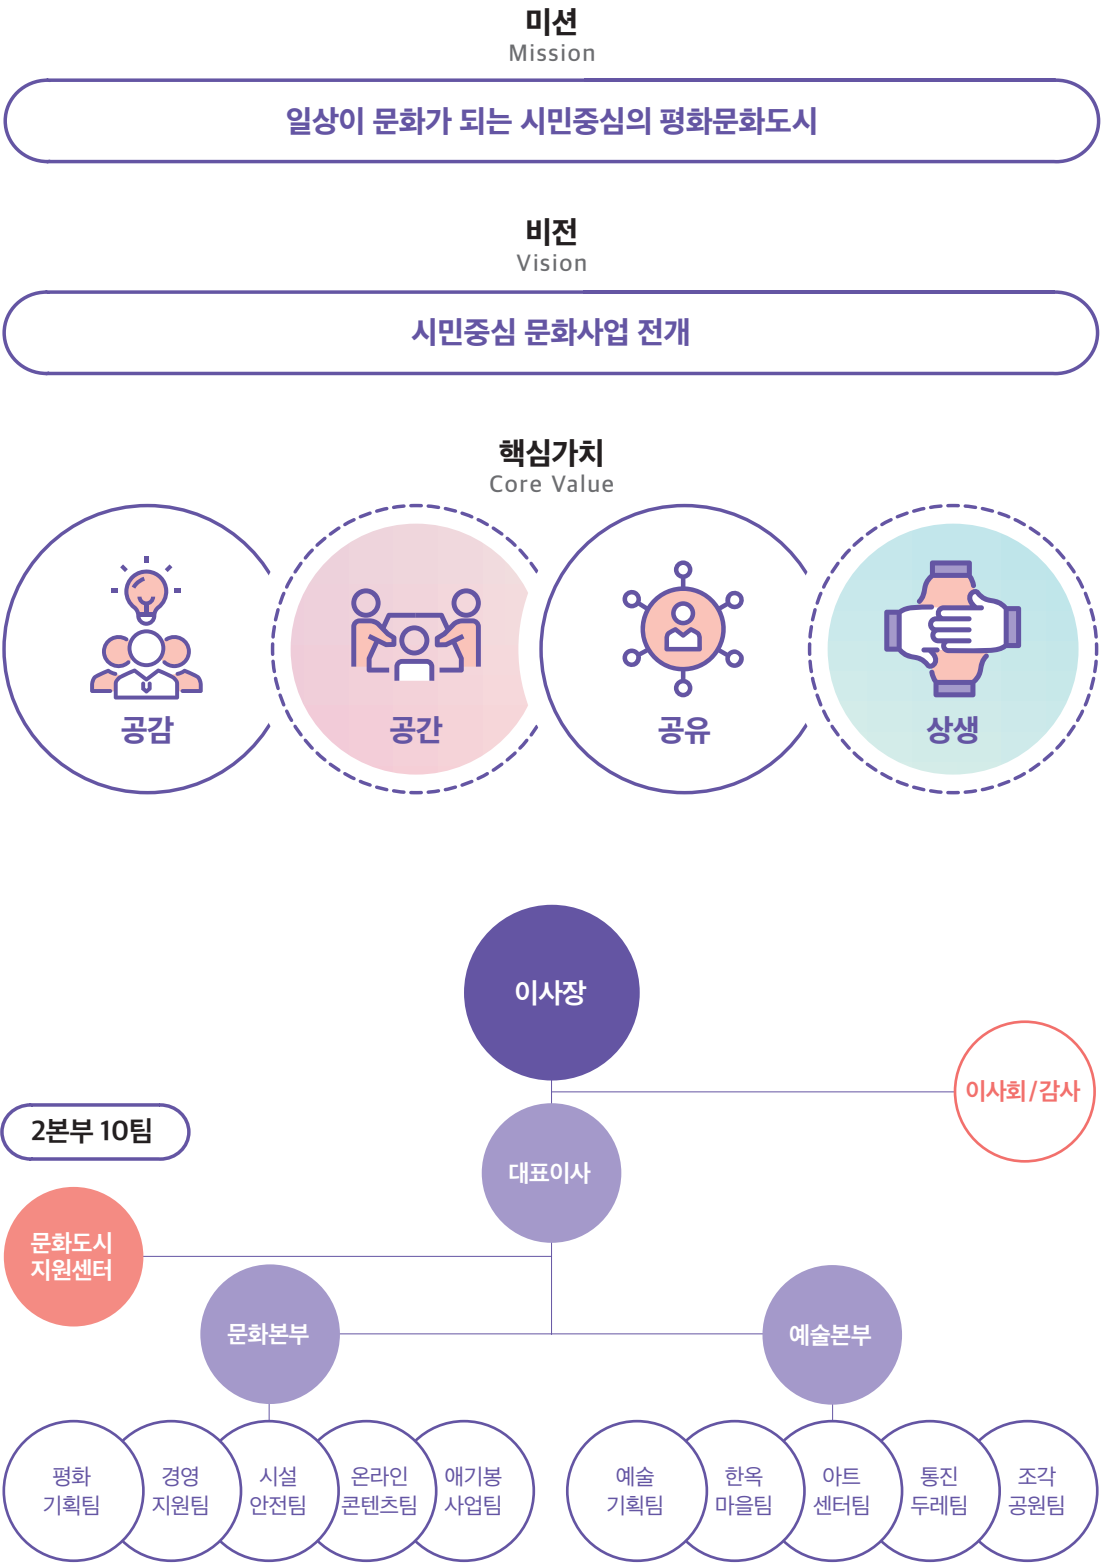 미션
Mission
일상이 문화가 되는 시민중심의 평화문화도시
비전
Vision
시민중심 문화사업 전개
핵심가치
Core Value
공감
공간
공유
상생
이사장
이사회/감사
2본부 10팀
대표이사
문화도시
지원센터
문화본부
예술본부
평화
기획팀
경영
지원팀
시설
안전팀
온라인
콘텐츠팀
애기봉
사업팀
예술
기획팀
한옥
마을팀
아트
센터팀
통진
두레팀
조각
공원팀